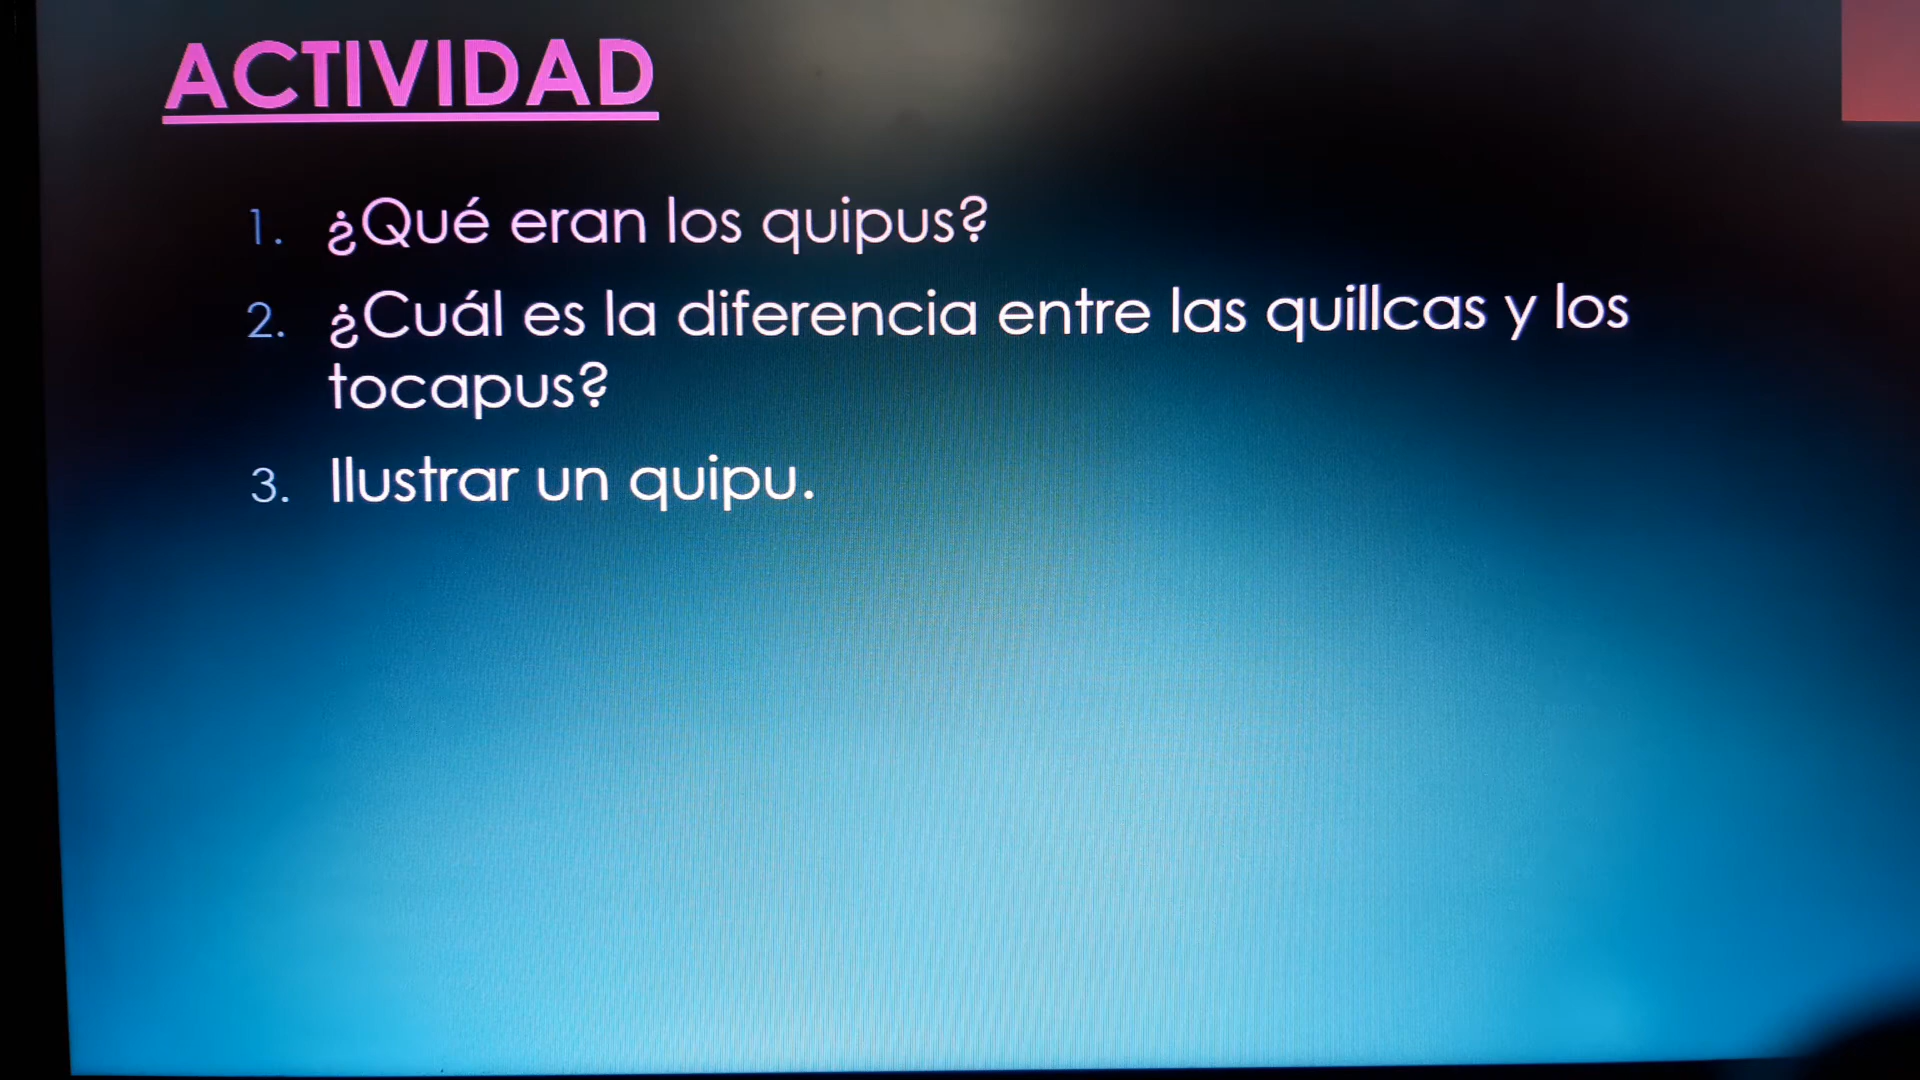 ACTIVIDAD
1. ¿Qué eran los quipus?
2. ¿Cuál es la diferencia entre las quillcas y los
tocapus?
3. Ilustrar un quipu.